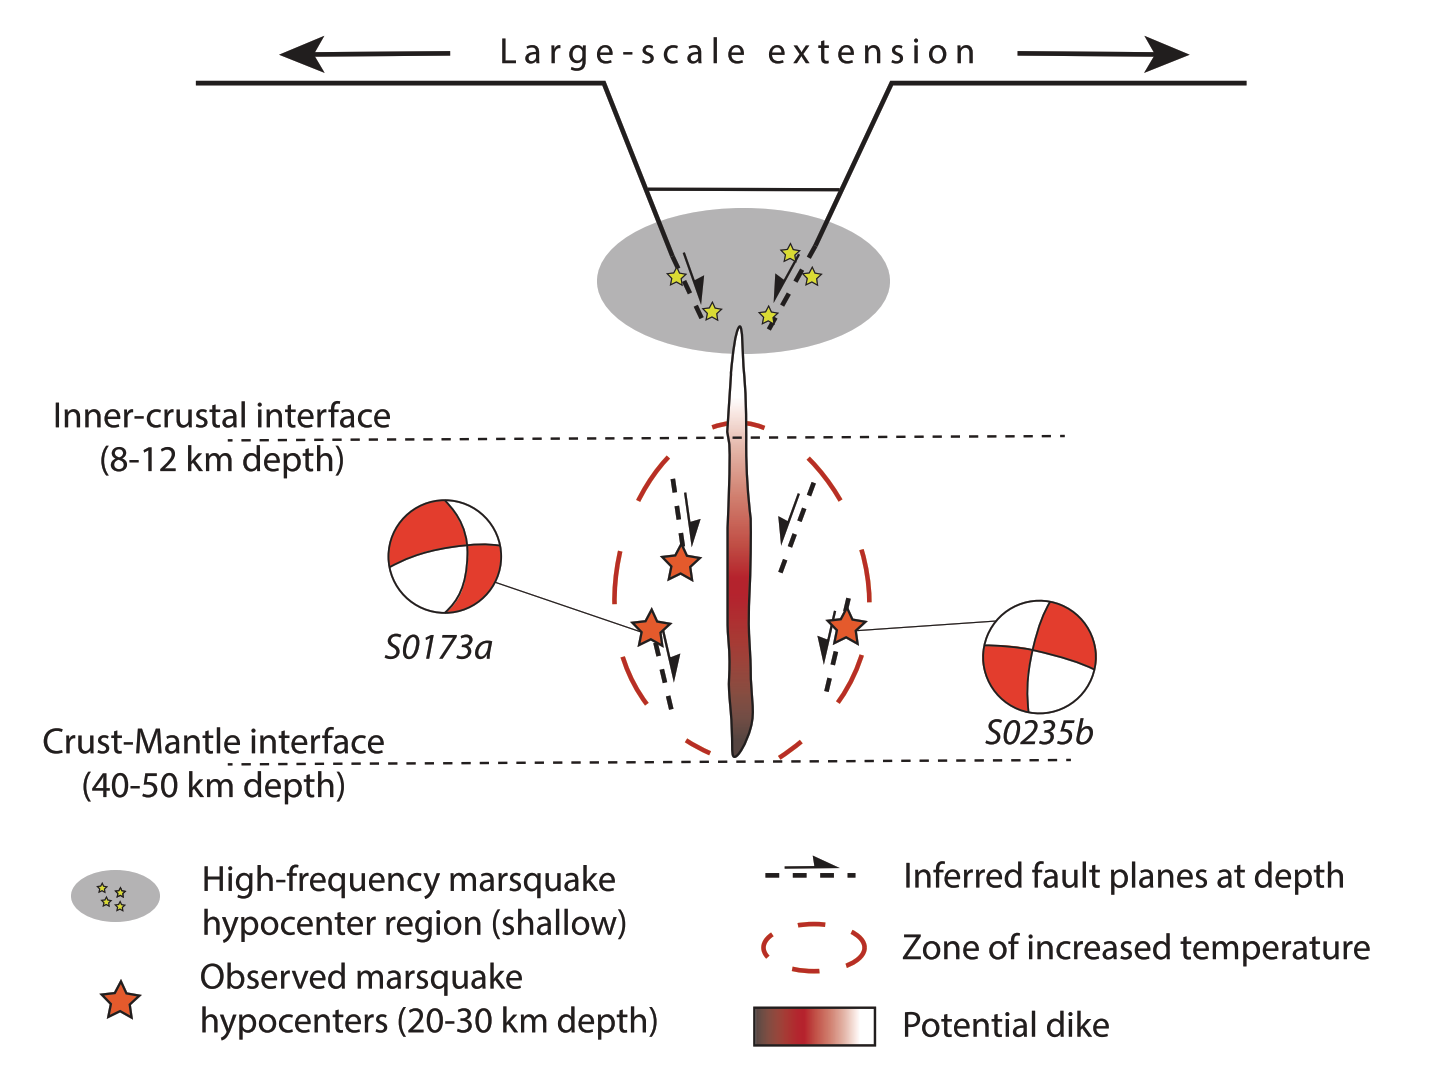 Large-scale extension
Inner-crustal interface
(8-12 km depth)
S0173a
S0235b
Crust-Mantle interface
(40-50 km depth)
High-frequency marsquake
hypocenter region (shallow)
Observed marsquake
hypocenters (20-30 km depth)
Inferred fault planes at depth
Zone of increased temperature
Potential dike